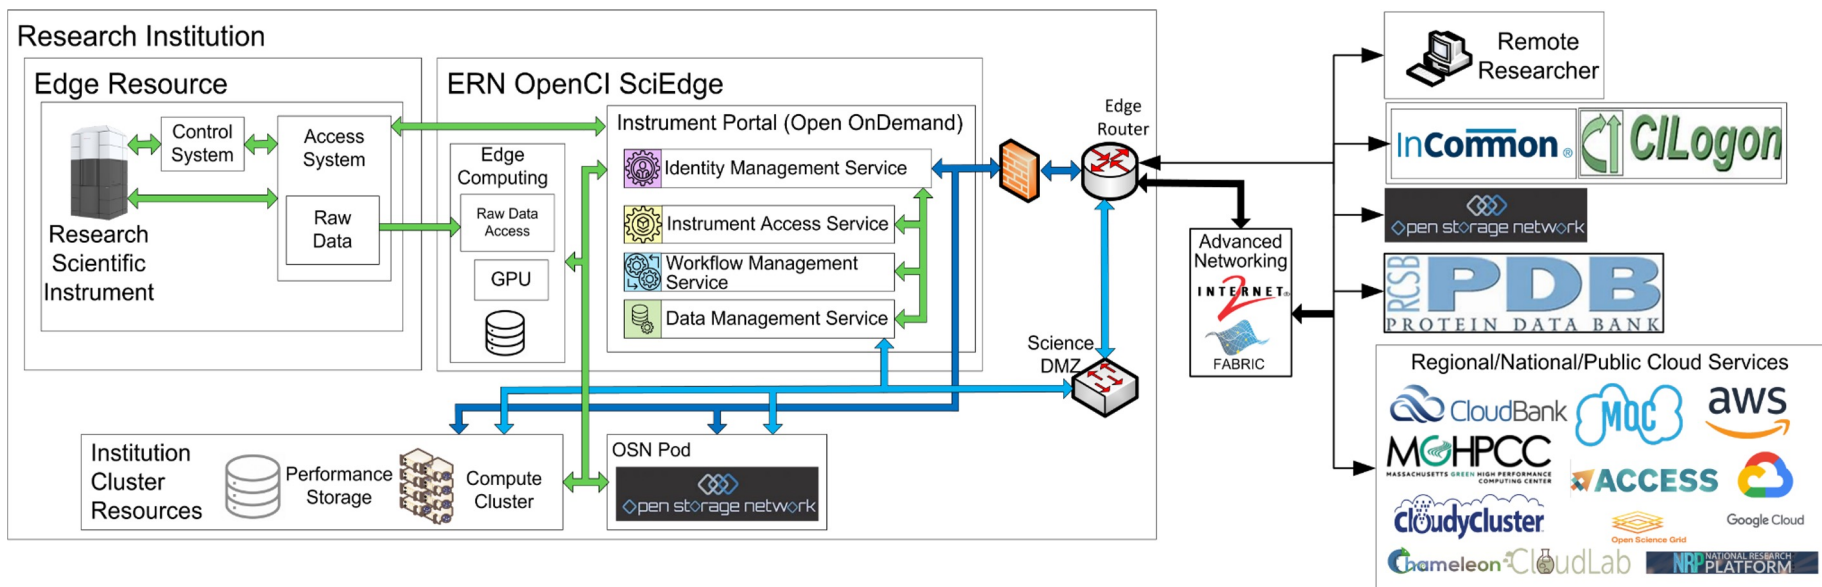 Research Institution
Edge Resource
Control
System
Access
System
Raw
Data
Research
Scientific
Instrument
ERN OpenCI SciEdge
Edge
Computing
Raw Data
Access
GPU
Instrument Portal (Open OnDemand)
Identity Management Service
Instrument Access Service
Workflow Management
Service
Data Management Service
Edge
Router
Science
DMZ
Institution
Cluster
Resources
Performance
Storage
Compute
Cluster
OSN Pod
Open storage network
Advanced
Networking
INTERNET®
2
FABRIC
Remote
Researcher
InCommon®
CILogon
Open storage network
RCSB
PDB
PROTEIN DATA BANK
Regional/National/Public Cloud Services
CloudBank
MOC
aws
MGHPCC
MASSACHUSETTS GREEN HIGH PERFORMANCE
COMPUTING CENTER
ACCESS
Google Cloud
cloudyCluster
Open Science Grid
Chameleon
CloudLab
NRP NATIONAL RESEARCH
PLATFORM